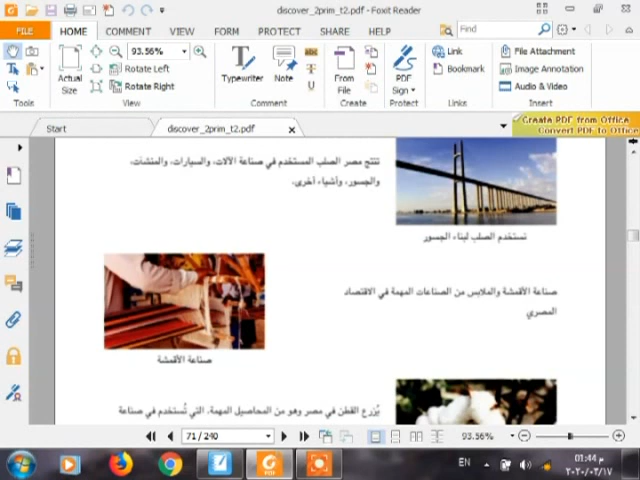 discover_2prim_t2.pdf - Foxit Reader
FILE
HOME
COMMENT
VIEW
FORM
PROTECT
SHARE
HELP
Find
93.56%
Actual Size
Rotate Left
Rotate Right
Typewriter
Note
From File
PDF Sign
Link
Bookmark
File Attachment
Image Annotation
Audio & Video
Tools
View
Comment
Create
Protect
Links
Insert
Start
discover_2prim_t2.pdf
Create PDF from Office
Convert PDF to Office
تنتج مصر الصلب المستخدم في صناعة الآلات، والسيارات، والمنشآت،
والجسور، وأشياء أخرى.
نستخدم الصلب لبناء الجسور
صناعة الأقمشة والملابس من الصناعات المهمة في الاقتصاد
المصري
صناعة الأقمشة
يُزرع القطن في مصر وهو من المحاصيل المهمة، التي تُستخدم في صناعة
71 / 240
93.56%
EN
م 01:44
٢٠٢٠/٠٣/١٧